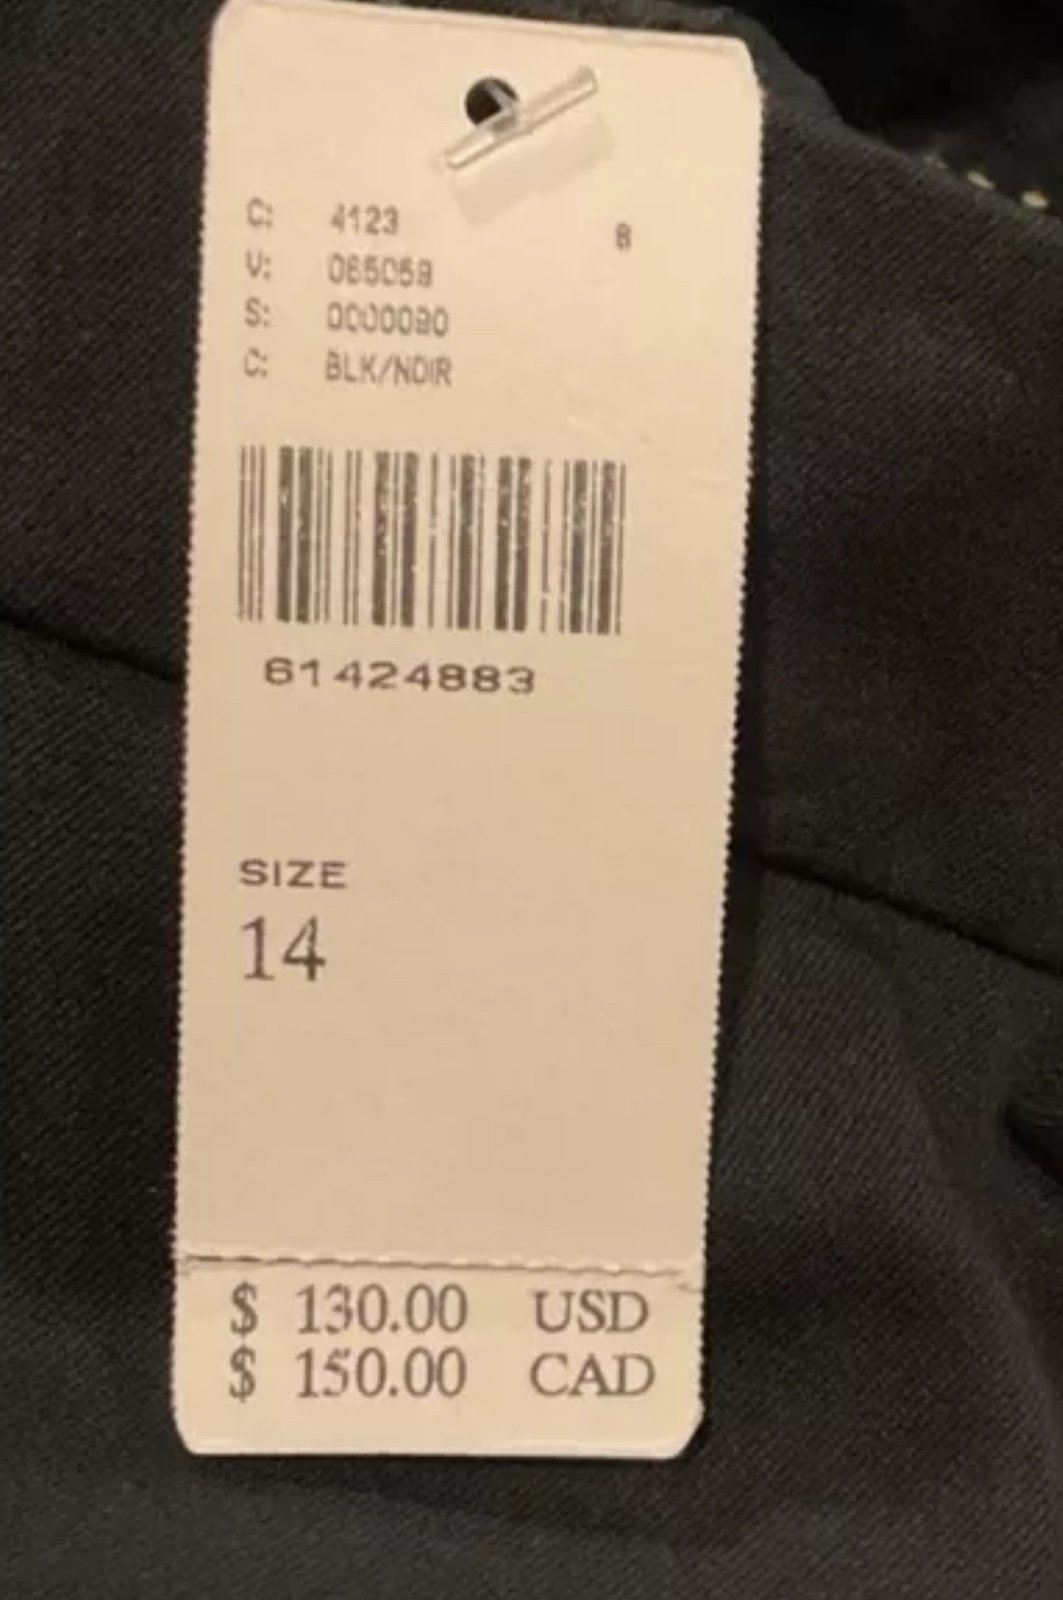 C: 4123 8
V: 065059
S: 0000090
C: BLK/NOIR
61424883
SIZE
14
$ 130.00 USD
$ 150.00 CAD